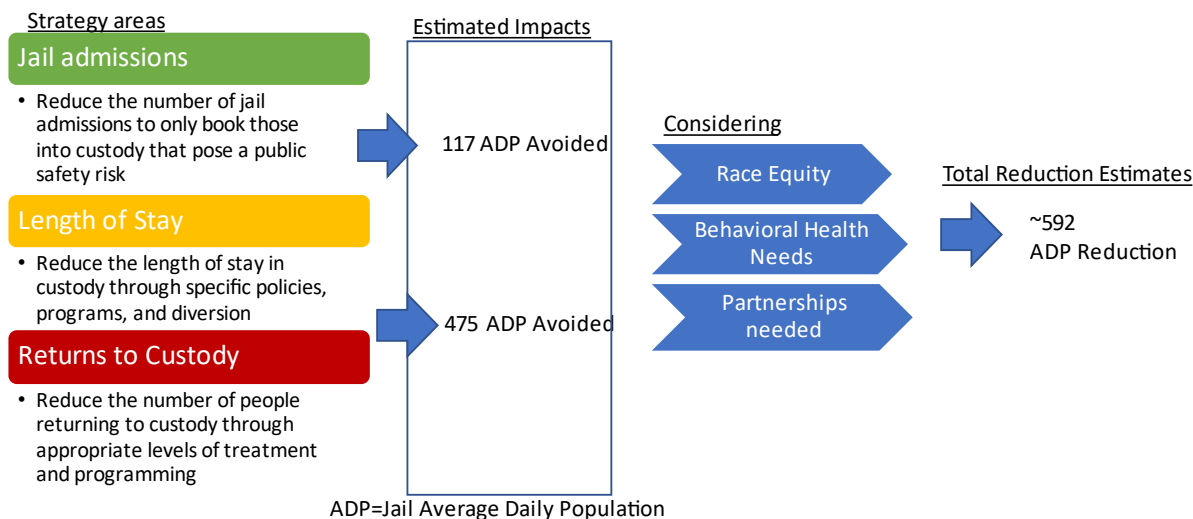 Strategy areas
Jail admissions
• Reduce the number of jail
admissions to only book those
into custody that pose a public
safety risk
Length of Stay
• Reduce the length of stay in
custody through specific policies,
programs, and diversion
Returns to Custody
• Reduce the number of people
returning to custody through
appropriate levels of treatment
and programming
Estimated Impacts
117 ADP Avoided
475 ADP Avoided
ADP=Jail Average Daily Population
Considering
Race Equity
Behavioral Health
Needs
Partnerships
needed
Total Reduction Estimates
~592
ADP Reduction